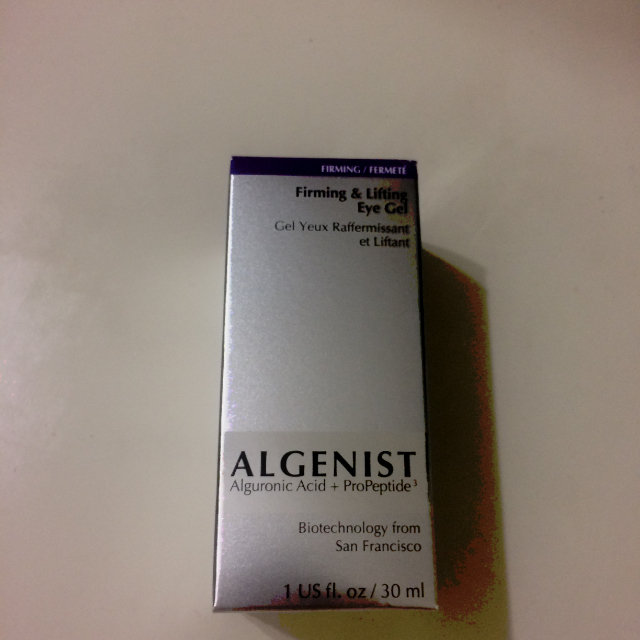 FIRMING / FERMETÉ
Firming & Lifting
Eye Gel
Gel Yeux Raffermissant
et Liftant
ALGENIST
Alguronic Acid + ProPeptide³
Biotechnology from
San Francisco
1 US fl. oz / 30 ml